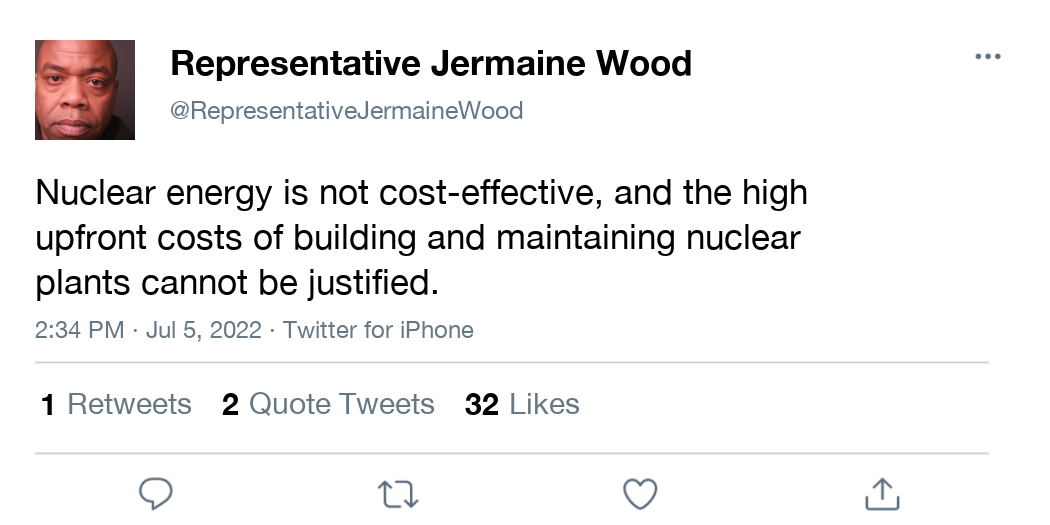 Representative Jermaine Wood
@RepresentativeJermaineWood
Nuclear energy is not cost-effective, and the high
upfront costs of building and maintaining nuclear
plants cannot be justified.
2:34 PM · Jul 5, 2022 · Twitter for iPhone
1 Retweets 2 Quote Tweets 32 Likes